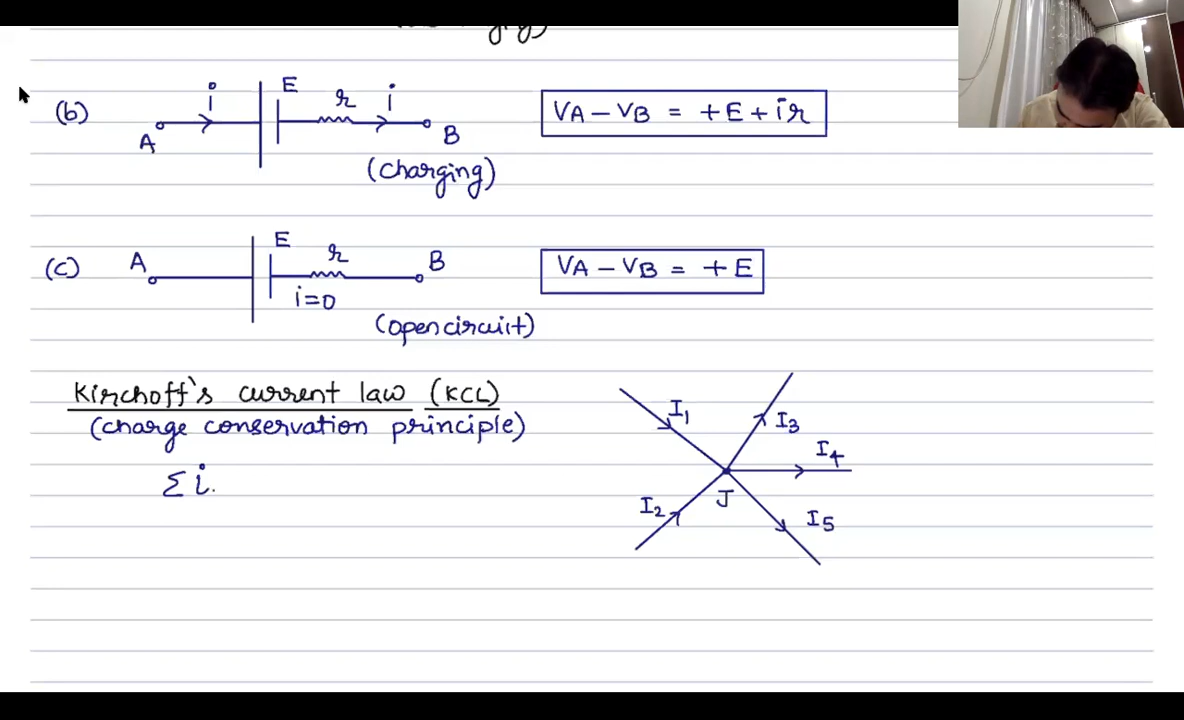 (b) A i E r i B VA – VB = +E + ir
(charging)
(c) A E r B VA – VB = +E
i=0
(open circuit)
Kirchoff's current law (KCL)
(charge conservation principle)
Σi
I1 I3
I4
I2 J I5